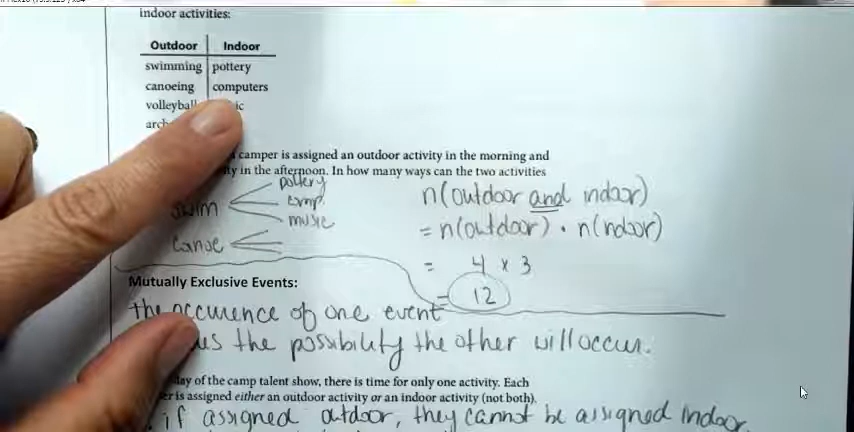 indoor activities:
Outdoor Indoor
swimming pottery
canoeing computers
camper is assigned an outdoor activity in the morning and
in the afternoon. In how many ways can the two activities
pottery
swim comp.
music
canoe
n(outdoor and indoor)
= n(outdoor) · n(indoor)
= 4 x 3
= 12
Mutually Exclusive Events:
the occurence of one event
the possibility the other will occur.
of the camp talent show, there is time for only one activity. Each
is assigned either an outdoor activity or an indoor activity (not both).
if assigned outdoor, they cannot be assigned indoor.